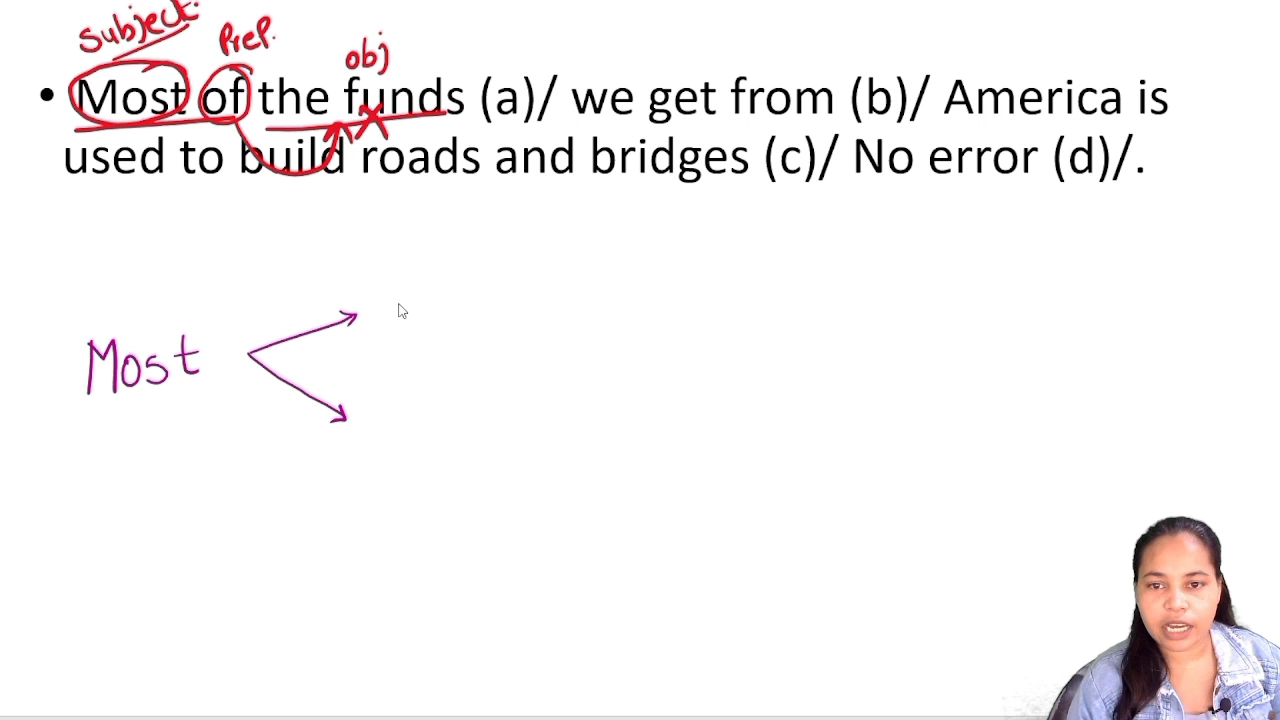 Subject.
Prep.
obj
• Most of the funds (a)/ we get from (b)/ America is
used to build roads and bridges (c)/ No error (d)/.
Most